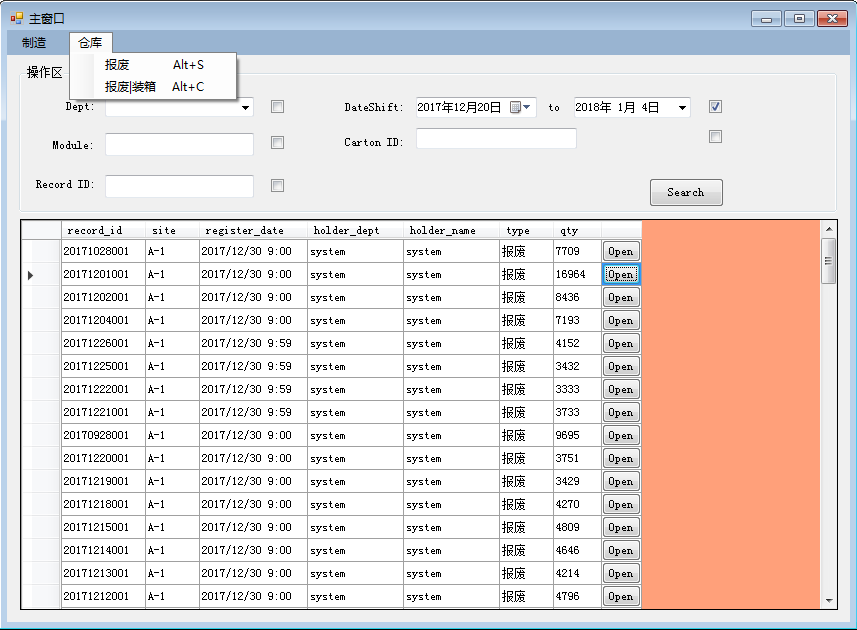 主窗口
制造 仓库
报废 Alt+S
报废|装箱 Alt+C
操作区
Dept: DateShift: 2017年12月20日 to 2018年 1月 4日
Module: Carton ID:
Record ID: Search
record_id site register_date holder_dept holder_name type qty
20171028001 A-1 2017/12/30 9:00 system system 报废 7709 Open
20171201001 A-1 2017/12/30 9:00 system system 报废 16964 Open
20171202001 A-1 2017/12/30 9:00 system system 报废 8436 Open
20171204001 A-1 2017/12/30 9:00 system system 报废 7193 Open
20171226001 A-1 2017/12/30 9:59 system system 报废 4152 Open
20171225001 A-1 2017/12/30 9:59 system system 报废 3432 Open
20171222001 A-1 2017/12/30 9:59 system system 报废 3333 Open
20171221001 A-1 2017/12/30 9:59 system system 报废 3733 Open
20170928001 A-1 2017/12/30 9:00 system system 报废 9695 Open
20171220001 A-1 2017/12/30 9:00 system system 报废 3751 Open
20171219001 A-1 2017/12/30 9:00 system system 报废 3429 Open
20171218001 A-1 2017/12/30 9:00 system system 报废 4270 Open
20171215001 A-1 2017/12/30 9:00 system system 报废 4809 Open
20171214001 A-1 2017/12/30 9:00 system system 报废 4646 Open
20171213001 A-1 2017/12/30 9:00 system system 报废 4214 Open
20171212001 A-1 2017/12/30 9:00 system system 报废 4796 Open